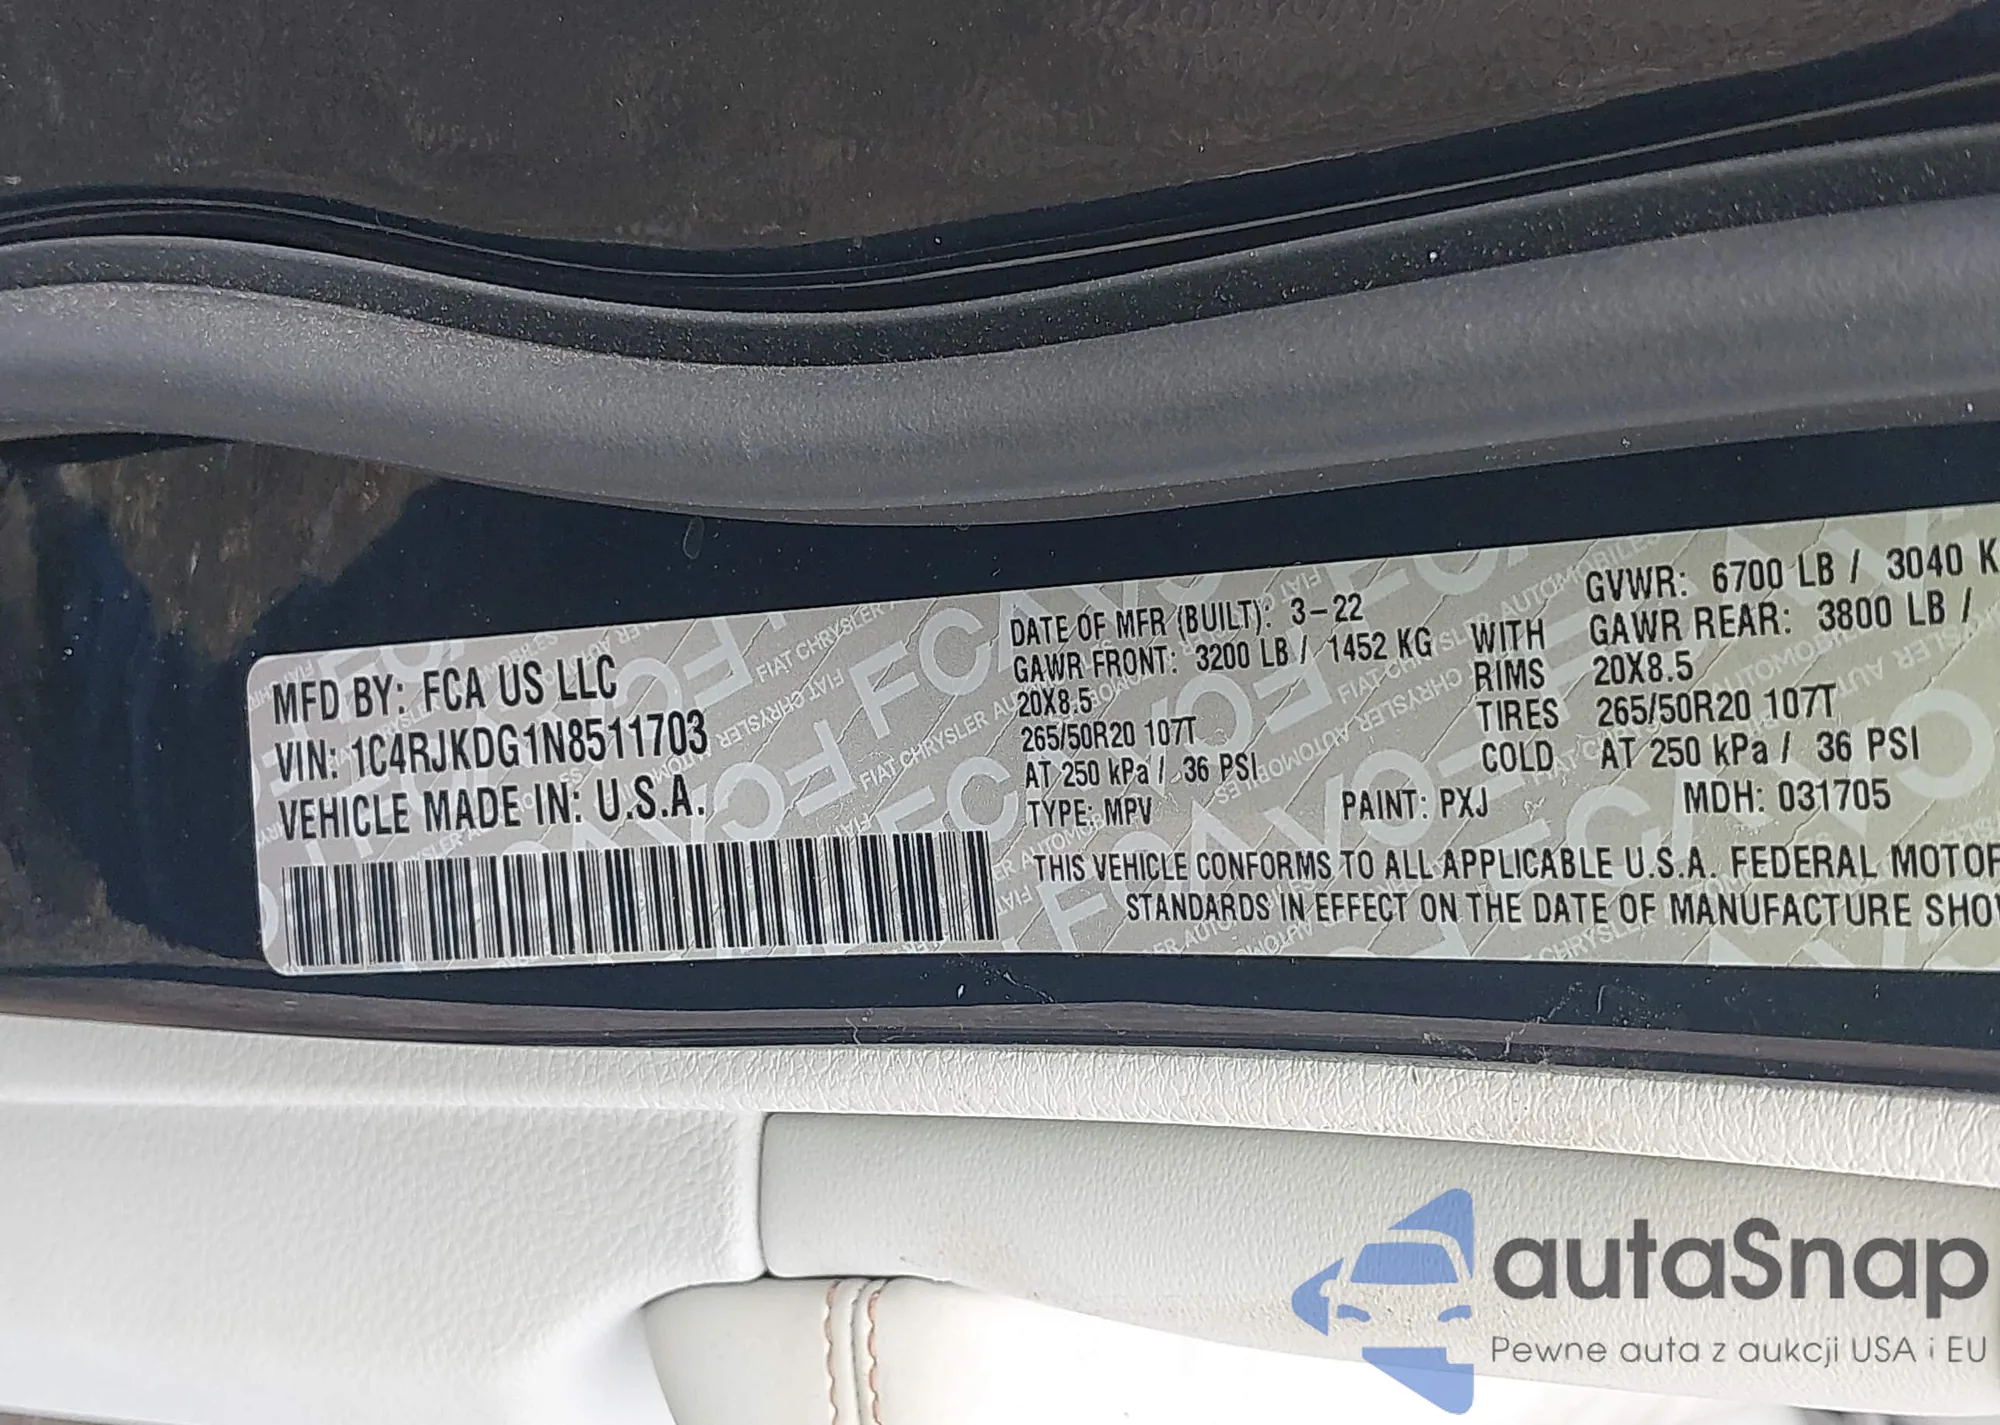 MFD BY: FCA US LLC
VIN: 1C4RJKDG1N8511703
VEHICLE MADE IN: U.S.A.
DATE OF MFR (BUILT): 3-22
GAWR FRONT: 3200 LB / 1452 KG
20X8.5
265/50R20 107T
AT 250 kPa / 36 PSI
TYPE: MPV
WITH
RIMS
TIRES
COLD
GVWR: 6700 LB / 3040 K
GAWR REAR: 3800 LB /
20X8.5
265/50R20 107T
AT 250 kPa / 36 PSI
PAINT: PXJ
MDH: 031705
THIS VEHICLE CONFORMS TO ALL APPLICABLE U.S.A. FEDERAL MOTOR
STANDARDS IN EFFECT ON THE DATE OF MANUFACTURE SHO
autaSnap
Pewne auta z aukcji USA i EU